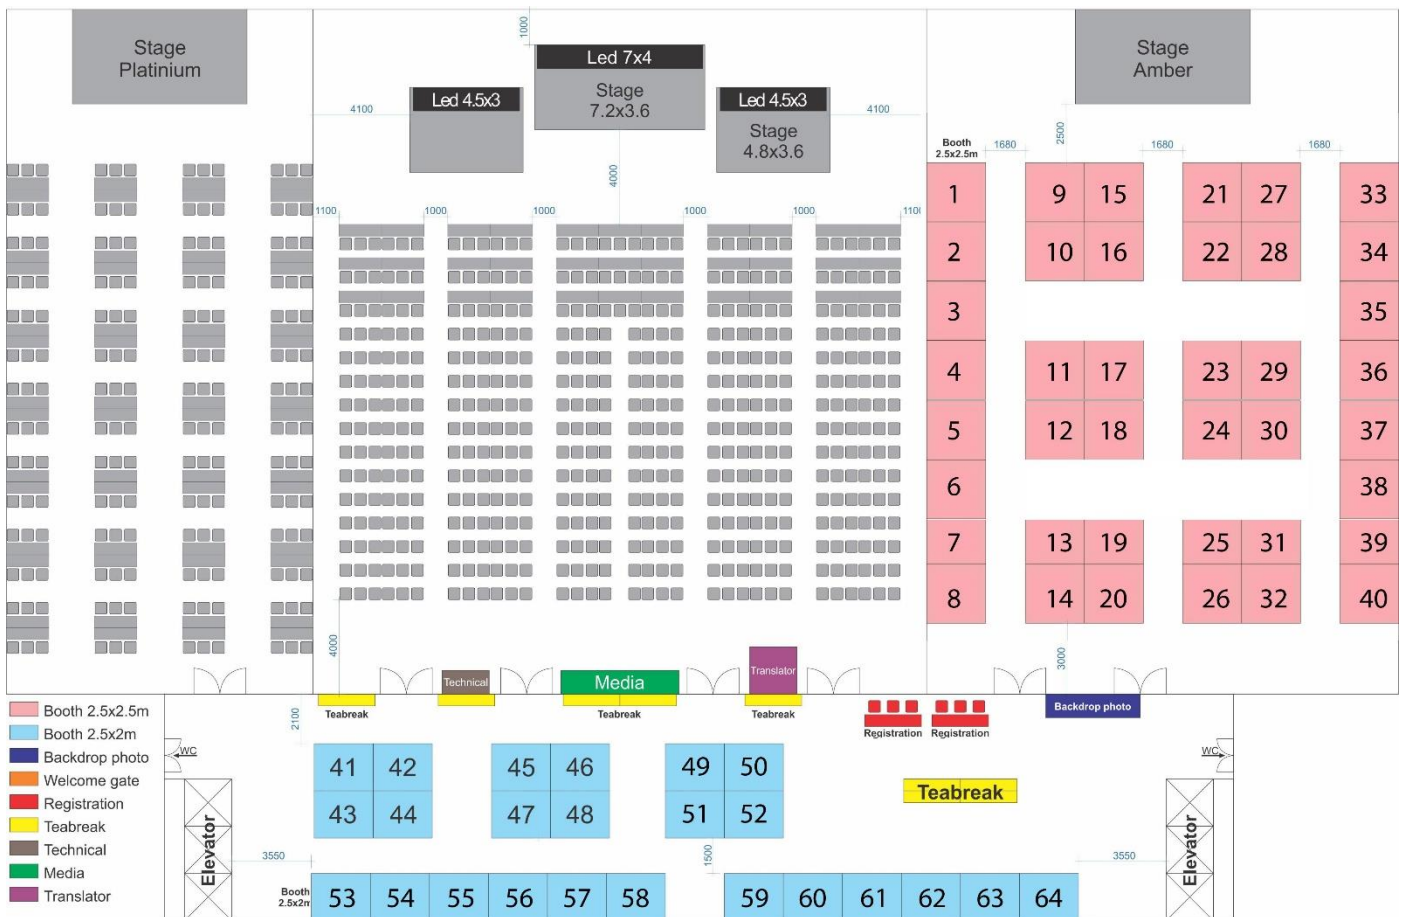 Stage
Platinium
1000
Led 7x4
Stage
7.2x3.6
Led 4.5x3
Led 4.5x3
Stage
4.8x3.6
4100
4100
4000
Stage
Amber
2500
Booth
2.5x2.5m
1680
1680
1680
1100
1000
1000
1000
1000
1 9 15 21 27 33
2 10 16 22 28 34
3 35
4 11 17 23 29 36
5 12 18 24 30 37
6 38
7 13 19 25 31 39
8 14 20 26 32 40
4000
3000
Technical
Media
Translator
Teabreak
Teabreak
Teabreak
Registration
Registration
Backdrop photo
2100
Booth 2.5x2.5m
Booth 2.5x2m
Backdrop photo
Welcome gate
Registration
Teabreak
Technical
Media
Translator
WC
WC
Elevator
Elevator
Teabreak
41 42 45 46 49 50
43 44 47 48 51 52
3550
1500
3550
Booth
2.5x2m
53 54 55 56 57 58 59 60 61 62 63 64